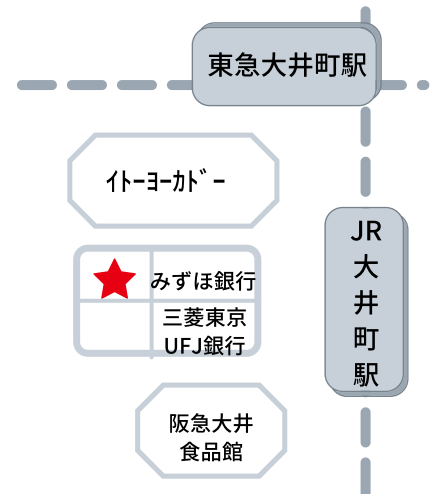 東急大井町駅
ｲﾄｰﾖｰｶﾄﾞｰ
JR
大
井
町
駅
みずほ銀行
三菱東京
UFJ銀行
阪急大井
食品館